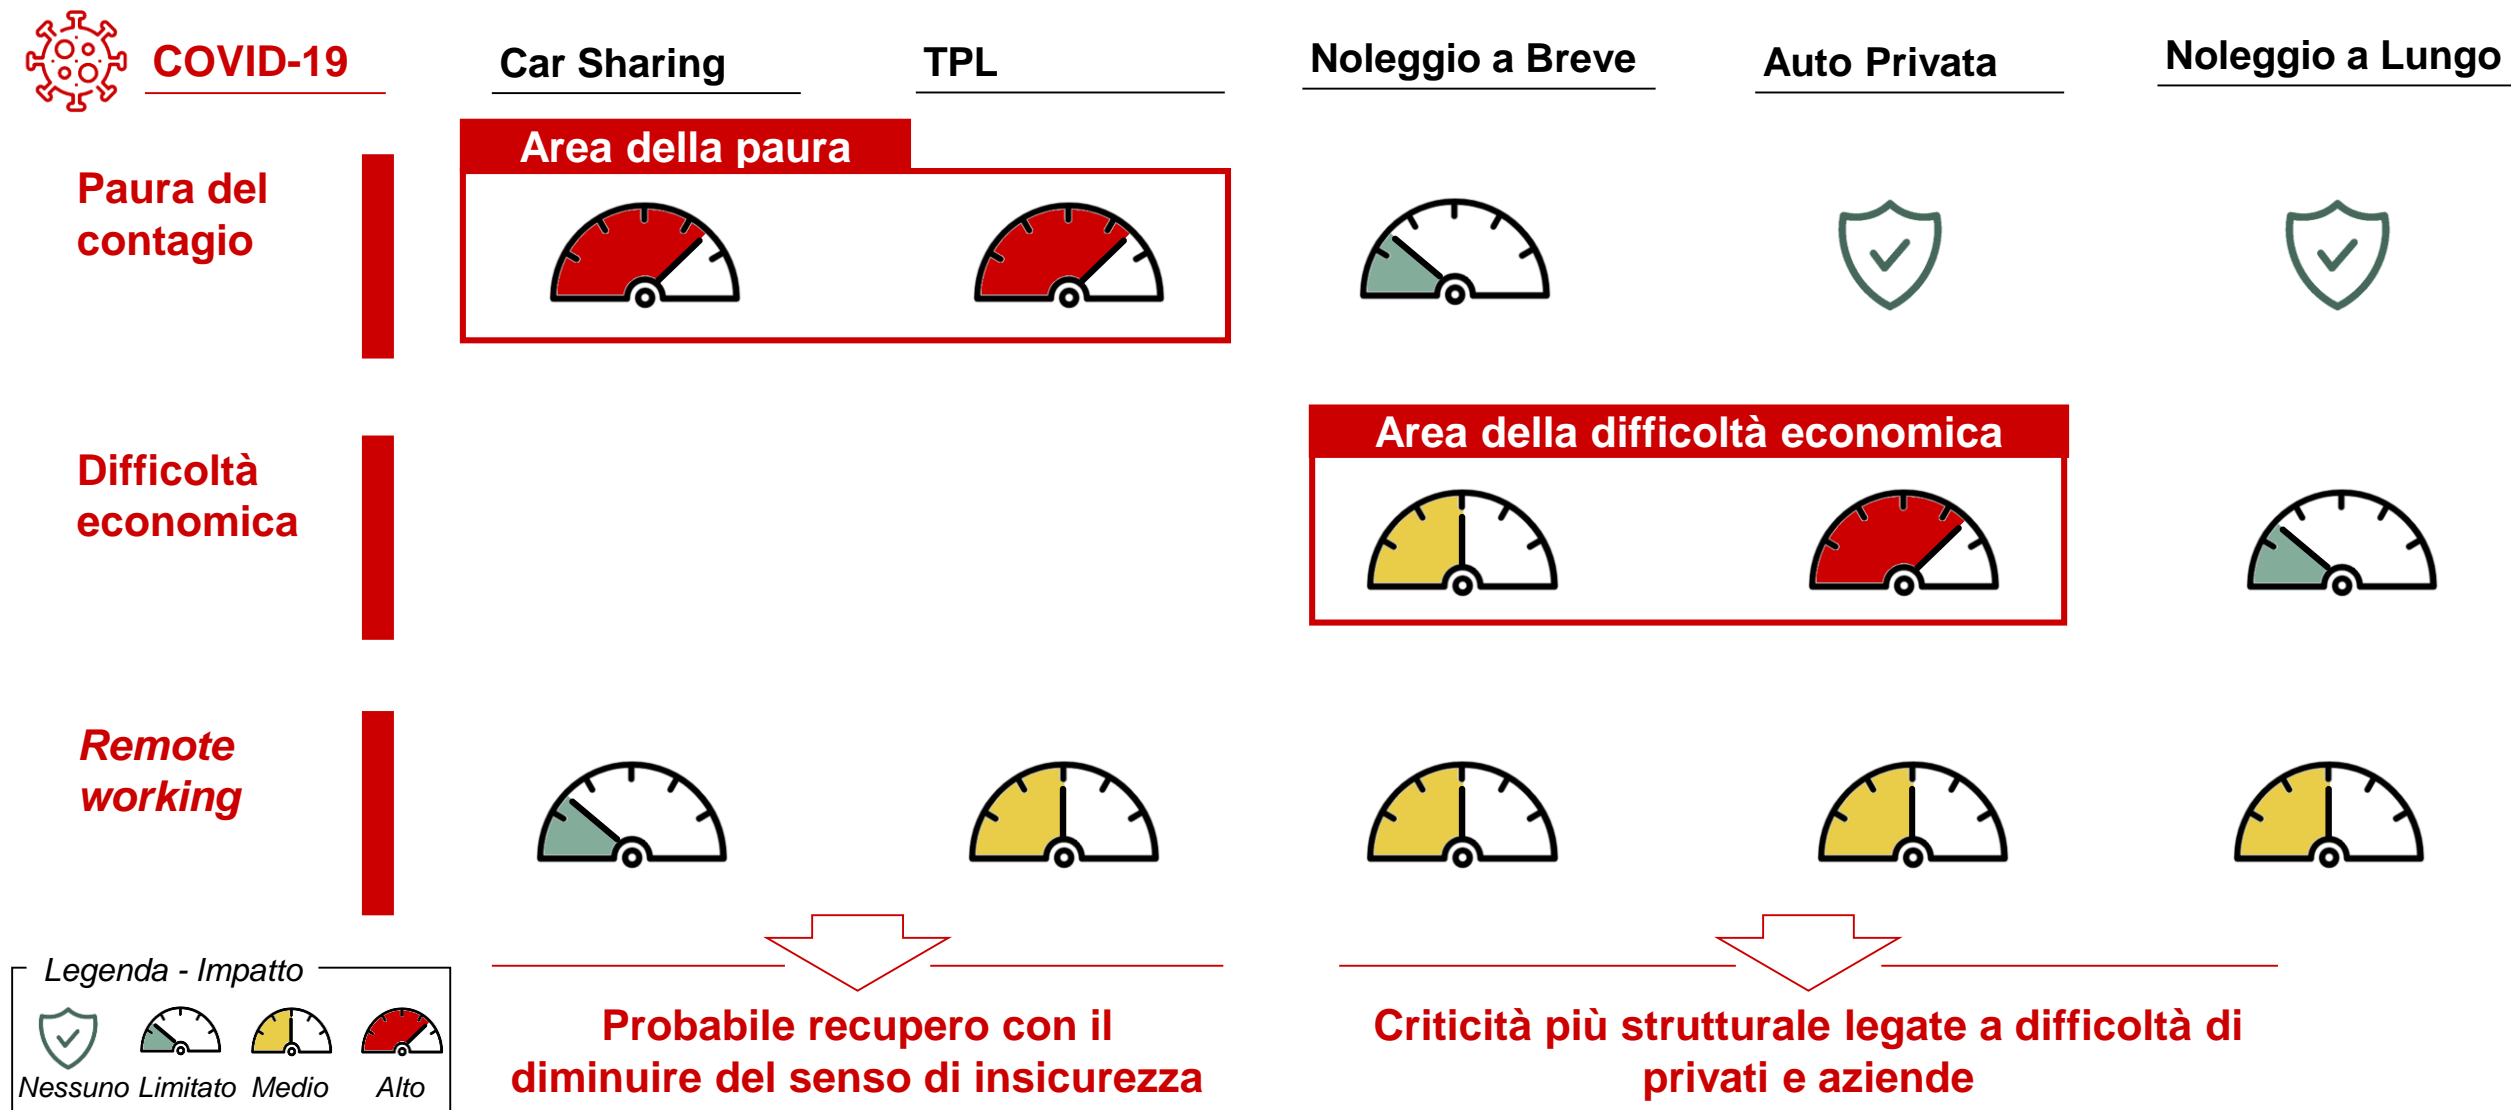 COVID-19
Car Sharing
TPL
Noleggio a Breve
Auto Privata
Noleggio a Lungo
Area della paura
Paura del
contagio
Area della difficoltà economica
Difficoltà
economica
Remote
working
Legenda - Impatto
Nessuno Limitato Medio Alto
Probabile recupero con il
diminuire del senso di insicurezza
Criticità più strutturale legate a difficoltà di
privati e aziende